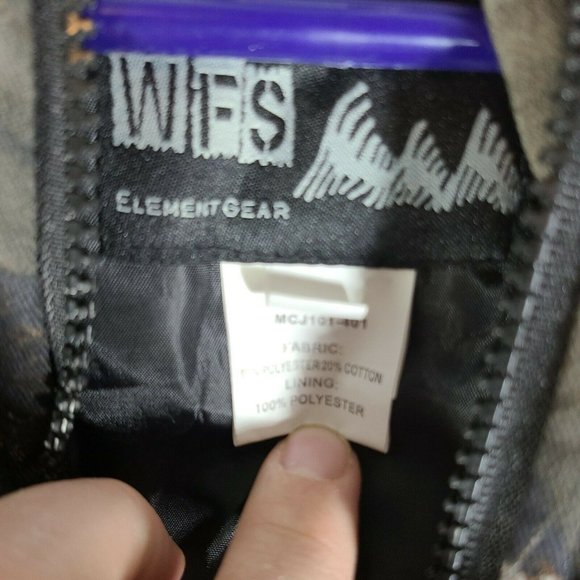 WFS
ELEMENTGEAR
MCJ101-401
FABRIC:
POLYESTER 20% COTTON
LINING:
100% POLYESTER